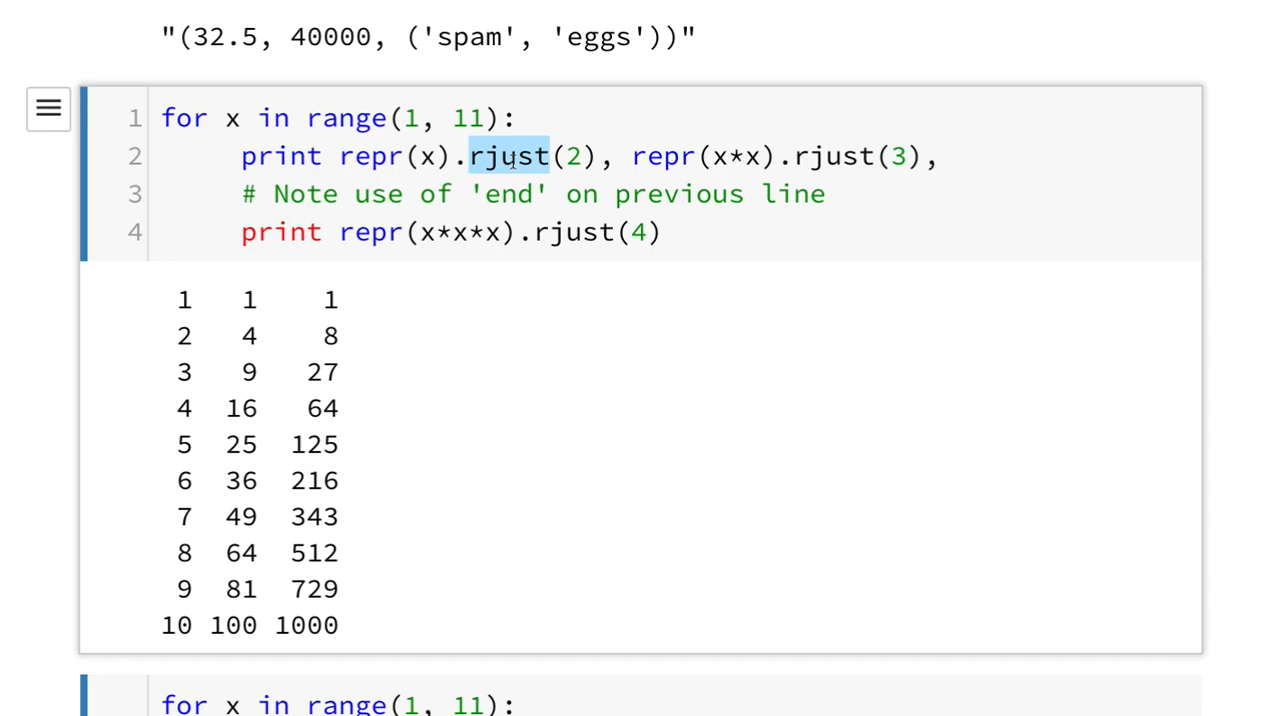 "(32.5, 40000, ('spam', 'eggs'))"
1 for x in range(1, 11):
2     print repr(x).rjust(2), repr(x*x).rjust(3),
3     # Note use of 'end' on previous line
4     print repr(x*x*x).rjust(4)
 1   1    1
 2   4    8
 3   9   27
 4  16   64
 5  25  125
 6  36  216
 7  49  343
 8  64  512
 9  81  729
10 100 1000
for x in range(1, 11):